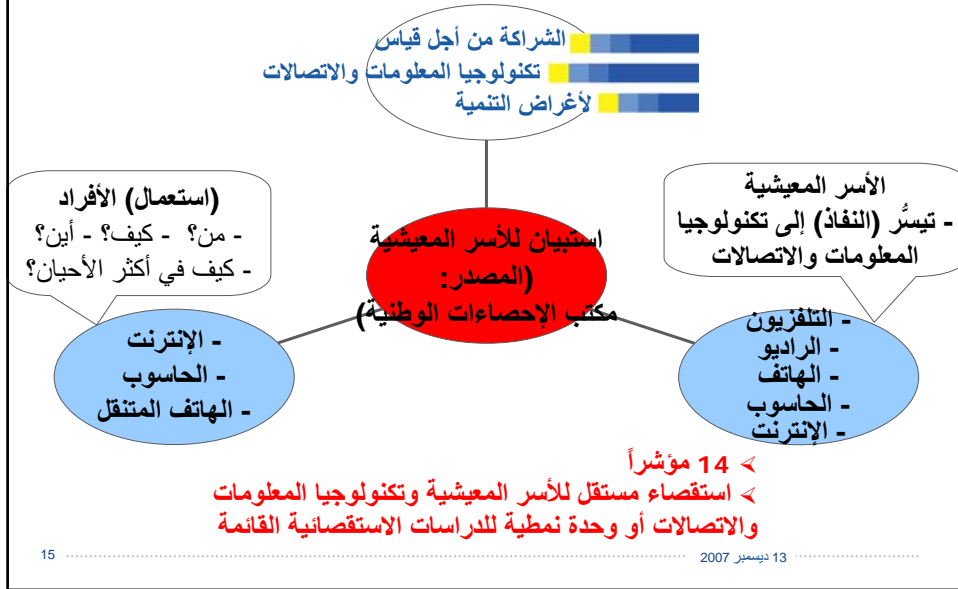 الشراكة من أجل قياس
تكنولوجيا المعلومات والاتصالات
لأغراض التنمية
الأسر المعيشية
- تيسُّر (النفاذ) إلى تكنولوجيا
المعلومات والاتصالات
(استعمال) الأفراد
- من؟ - كيف؟ - أين؟
- كيف في أكثر الأحيان؟
استبيان للأسر المعيشية
(المصدر:
مكتب الإحصاءات الوطنية)
- التلفزيون
- الراديو
- الهاتف
- الحاسوب
- الإنترنت
- الإنترنت
- الحاسوب
- الهاتف المتنقل
➢ 14 مؤشراً
➢ استقصاء مستقل للأسر المعيشية وتكنولوجيا المعلومات
والاتصالات أو وحدة نمطية للدراسات الاستقصائية القائمة
13 ديسمبر 2007
15